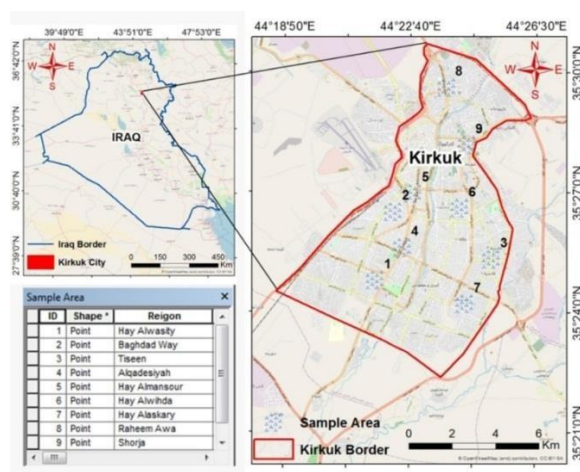 39°49'0"E 43°51'0"E 47°53'0"E
36°42'0"N
33°41'0"N
30°40'0"N
27°39'0"N
N
W E
S
IRAQ
Iraq Border
Kirkuk City
0 150 300 450
Km
Sample Area ×
ID Shape * Reigon
1 Point Hay Alwasity
2 Point Baghdad Way
3 Point Tiseen
4 Point Alqadesiyah
5 Point Hay Almansour
6 Point Hay Alwihda
7 Point Hay Alaskary
8 Point Raheem Awa
9 Point Shorja
44°18'50"E 44°22'40"E 44°26'30"E
35°30'0"N
35°27'0"N
35°24'0"N
35°21'0"N
N
W E
S
8
9
Kirkuk
5
2 6
4
3
1
7
Sample Area
Kirkuk Border
0 2 4 6
Km